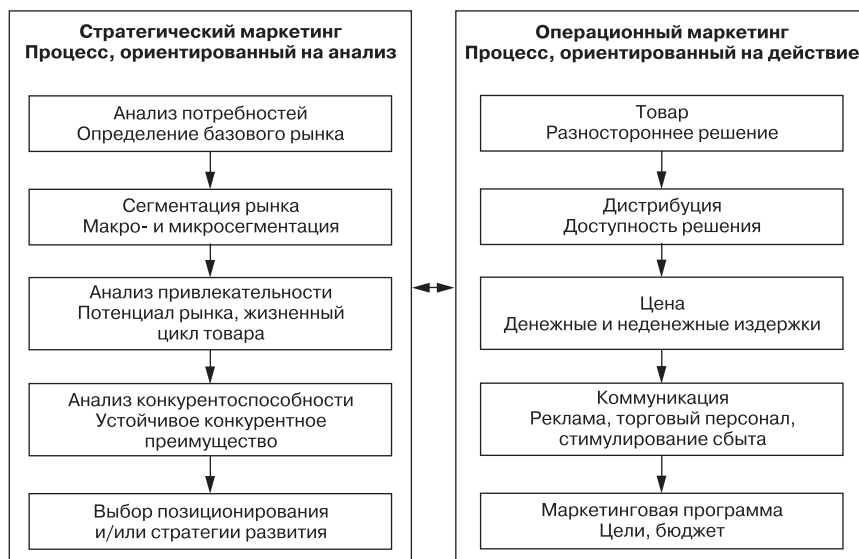 Стратегический маркетинг
Процесс, ориентированный на анализ
Анализ потребностей
Определение базового рынка
Сегментация рынка
Макро- и микросегментация
Анализ привлекательности
Потенциал рынка, жизненный
цикл товара
Анализ конкурентоспособности
Устойчивое конкурентное
преимущество
Выбор позиционирования
и/или стратегии развития
Операционный маркетинг
Процесс, ориентированный на действие
Товар
Разностороннее решение
Дистрибуция
Доступность решения
Цена
Денежные и неденежные издержки
Коммуникация
Реклама, торговый персонал,
стимулирование сбыта
Маркетинговая программа
Цели, бюджет